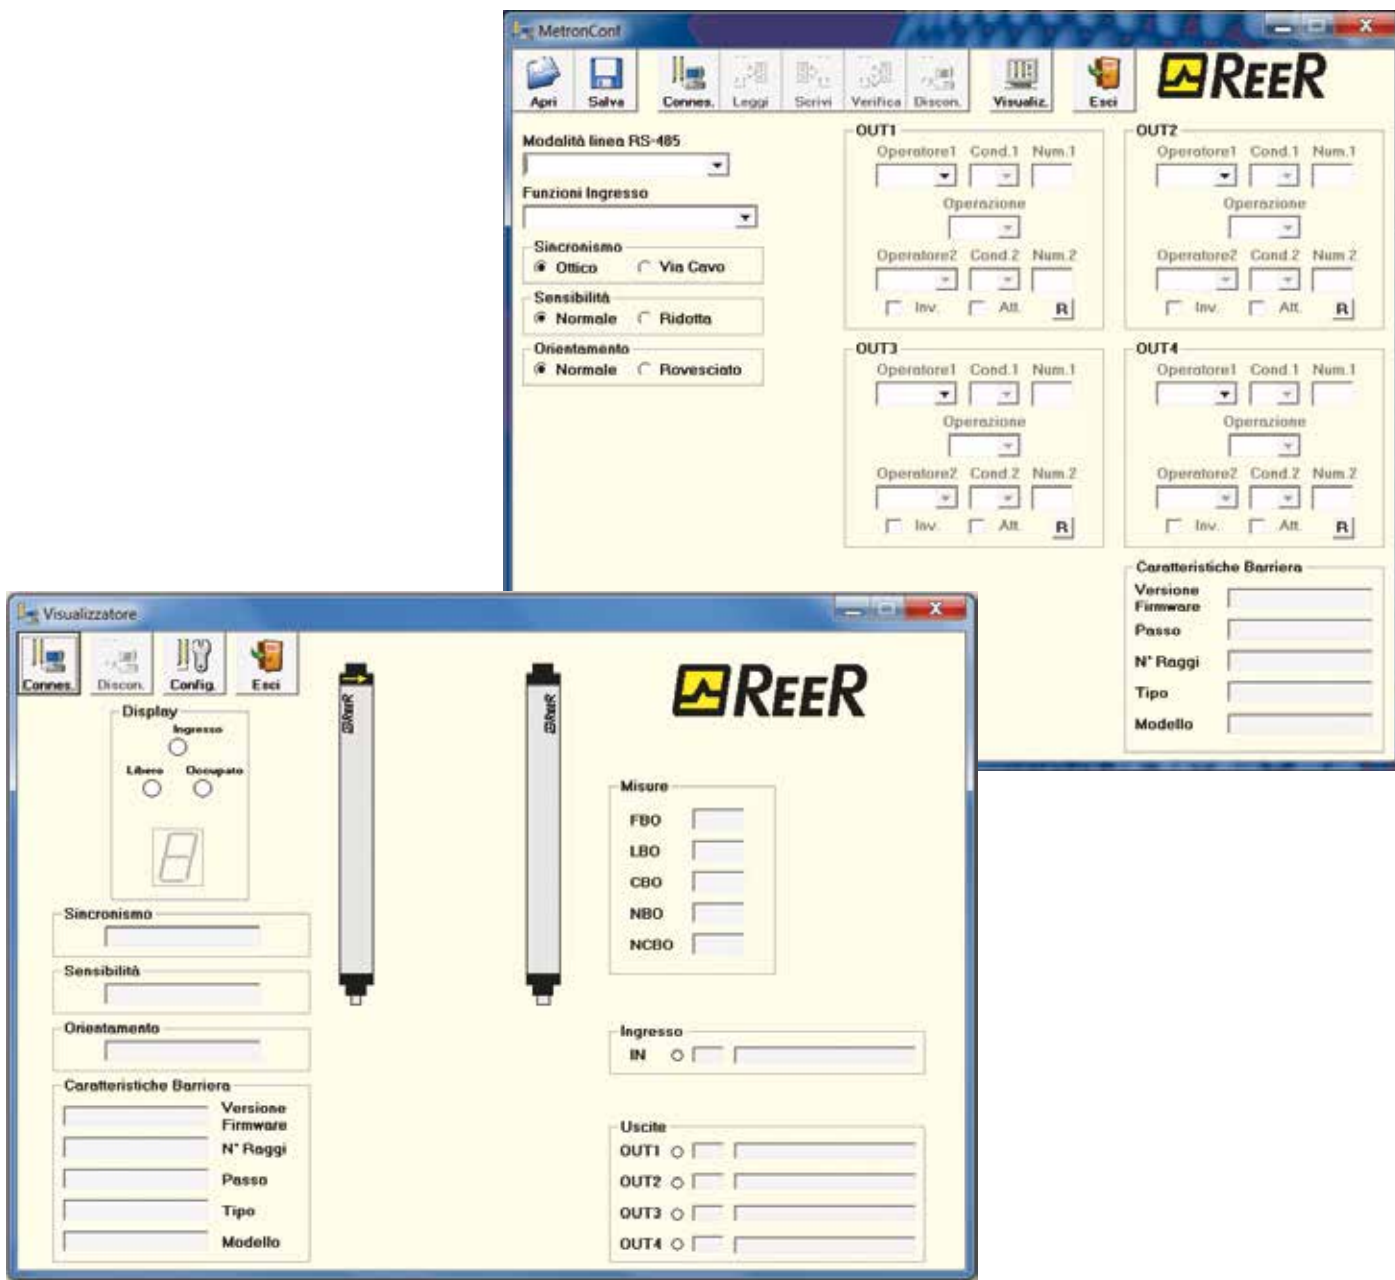 MetronConf
Apri Salva Connes. Leggi Scrivi Verifica Discon. Visualiz. Esci
REER
Modalità linea RS-485
Funzioni Ingresso
Sincronismo
Ottico Via Cavo
Sensibilità
Normale Ridotta
Orientamento
Normale Rovesciato
OUT1
Operatore1 Cond.1 Num.1
Operazione
Operatore2 Cond.2 Num.2
Inv. Att. R
OUT2
Operatore1 Cond.1 Num.1
Operazione
Operatore2 Cond.2 Num.2
Inv. Att. R
OUT3
Operatore1 Cond.1 Num.1
Operazione
Operatore2 Cond.2 Num.2
Inv. Att. R
OUT4
Operatore1 Cond.1 Num.1
Operazione
Operatore2 Cond.2 Num.2
Inv. Att. R
Caratteristiche Barriera
Versione
Firmware
Passo
N° Raggi
Tipo
Modello
Visualizzatore
Connes. Discon. Config. Esci
Display
Ingresso
Libero Occupato
Sincronismo
Sensibilità
Orientamento
Caratteristiche Barriera
Versione
Firmware
N° Raggi
Passo
Tipo
Modello
REER
REER
REER
Misure
FBO
LBO
CBO
NBO
NCBO
Ingresso
IN
Uscite
OUT1
OUT2
OUT3
OUT4